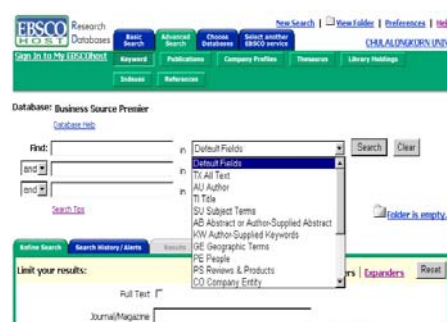 EBSCO HOST Research Databases
New Search | View Folder | Preferences | Help
Basic Search Advanced Search Choose Databases Select another EBSCO service
CHULALONGKORN UNIV
Sign In to My EBSCOhost Keyword Publications Company Profiles Thesaurus Library Holdings
Indexes References
Database: Business Source Premier
Database Help
Find: in Default Fields Search Clear
and in Default Fields
TX All Text
and in AU Author
TI Title
Search Tips SU Subject Terms
AB Abstract or Author-Supplied Abstract Folder is empty.
KW Author-Supplied Keywords
GE Geographic Terms
Refine Search Search History/Alerts Results PE People
Limit your results: PS Reviews & Products ers | Expanders Reset
CO Company Entity
Full Text
Journal/Magazine